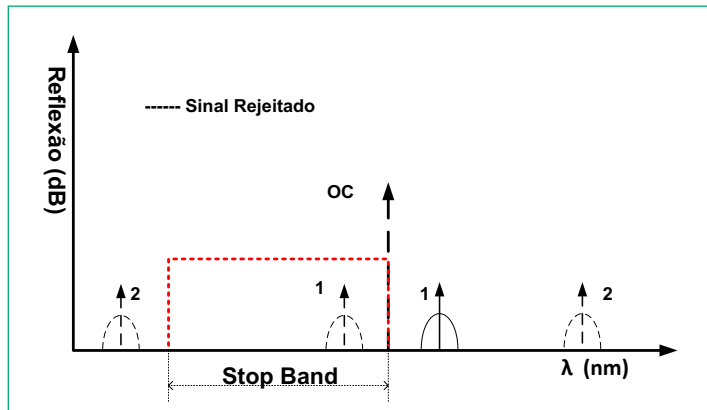 Reflexão (dB)
------ Sinal Rejeitado
OC
2
1
1
2
Stop Band
λ (nm)